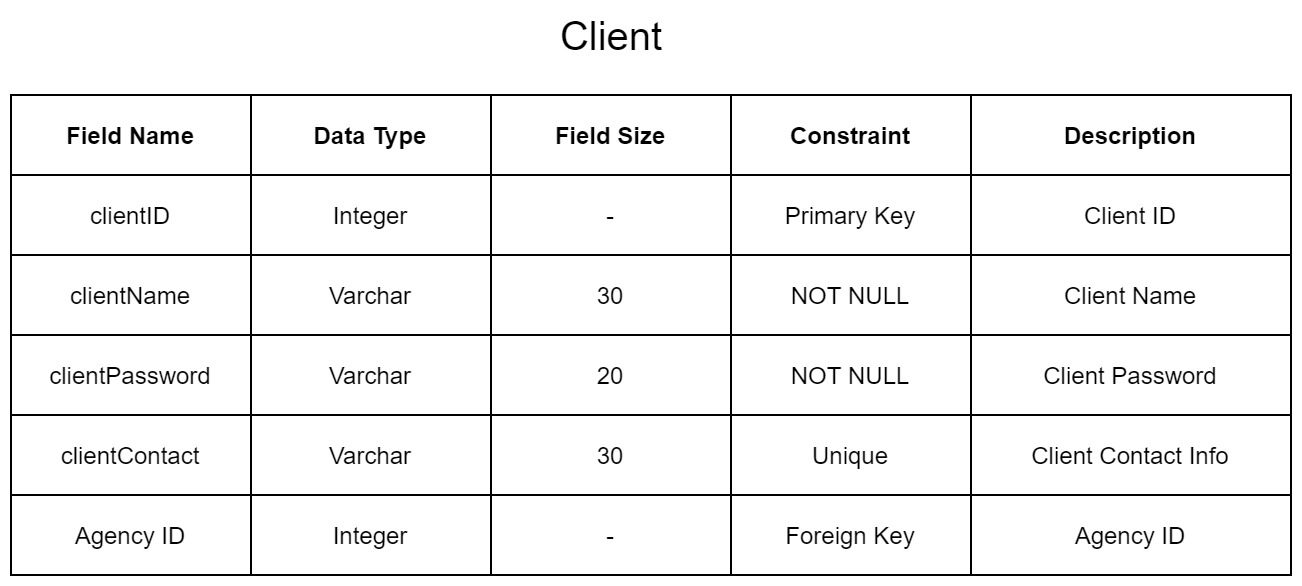 Client
Field Name Data Type Field Size Constraint Description
clientID Integer - Primary Key Client ID
clientName Varchar 30 NOT NULL Client Name
clientPassword Varchar 20 NOT NULL Client Password
clientContact Varchar 30 Unique Client Contact Info
Agency ID Integer - Foreign Key Agency ID